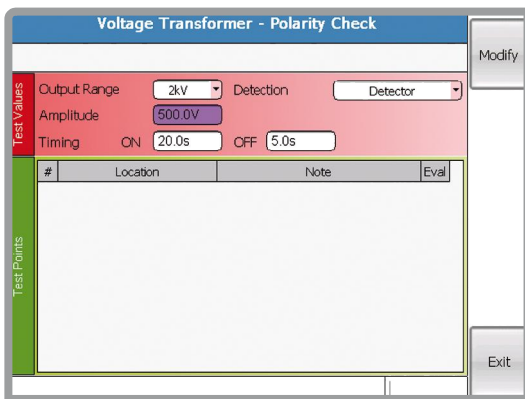 Voltage Transformer - Polarity Check
Modify
Test Values
Output Range 2kV Detection Detector
Amplitude 500.0V
Timing ON 20.0s OFF 5.0s
Test Points
# Location Note Eval
Exit